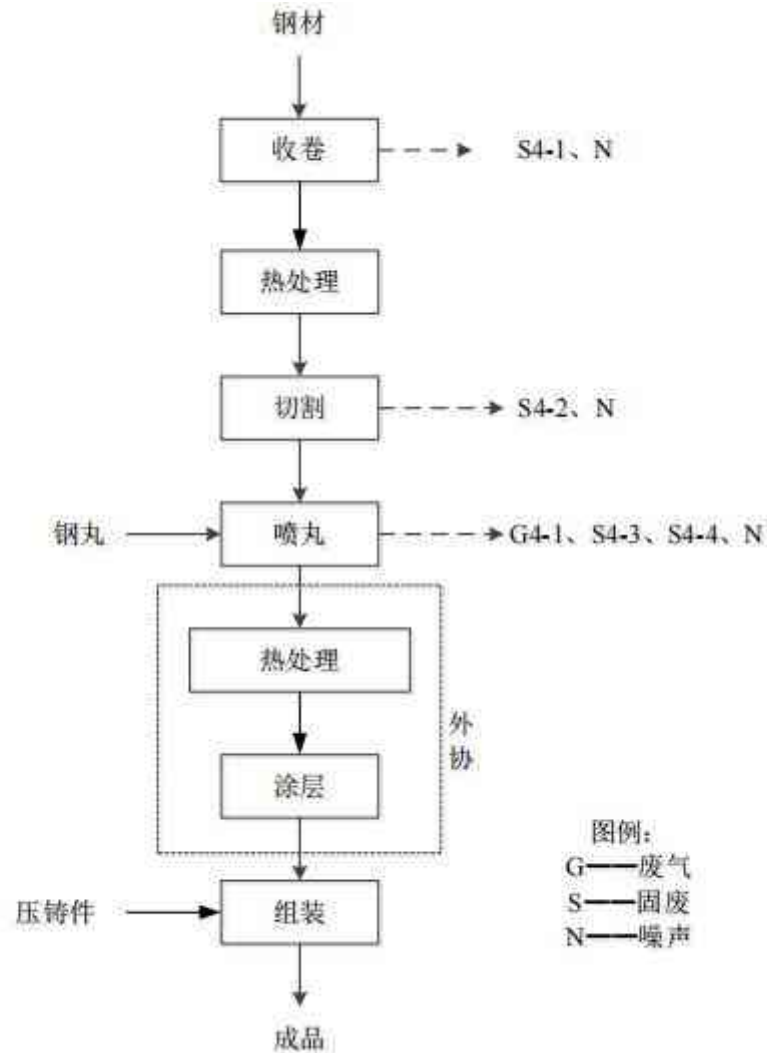 钢材
收卷
S4-1、N
热处理
切割
S4-2、N
钢丸
喷丸
G4-1、S4-3、S4-4、N
热处理
外协
涂层
压铸件
组装
成品
图例：
G——废气
S——固废
N——噪声